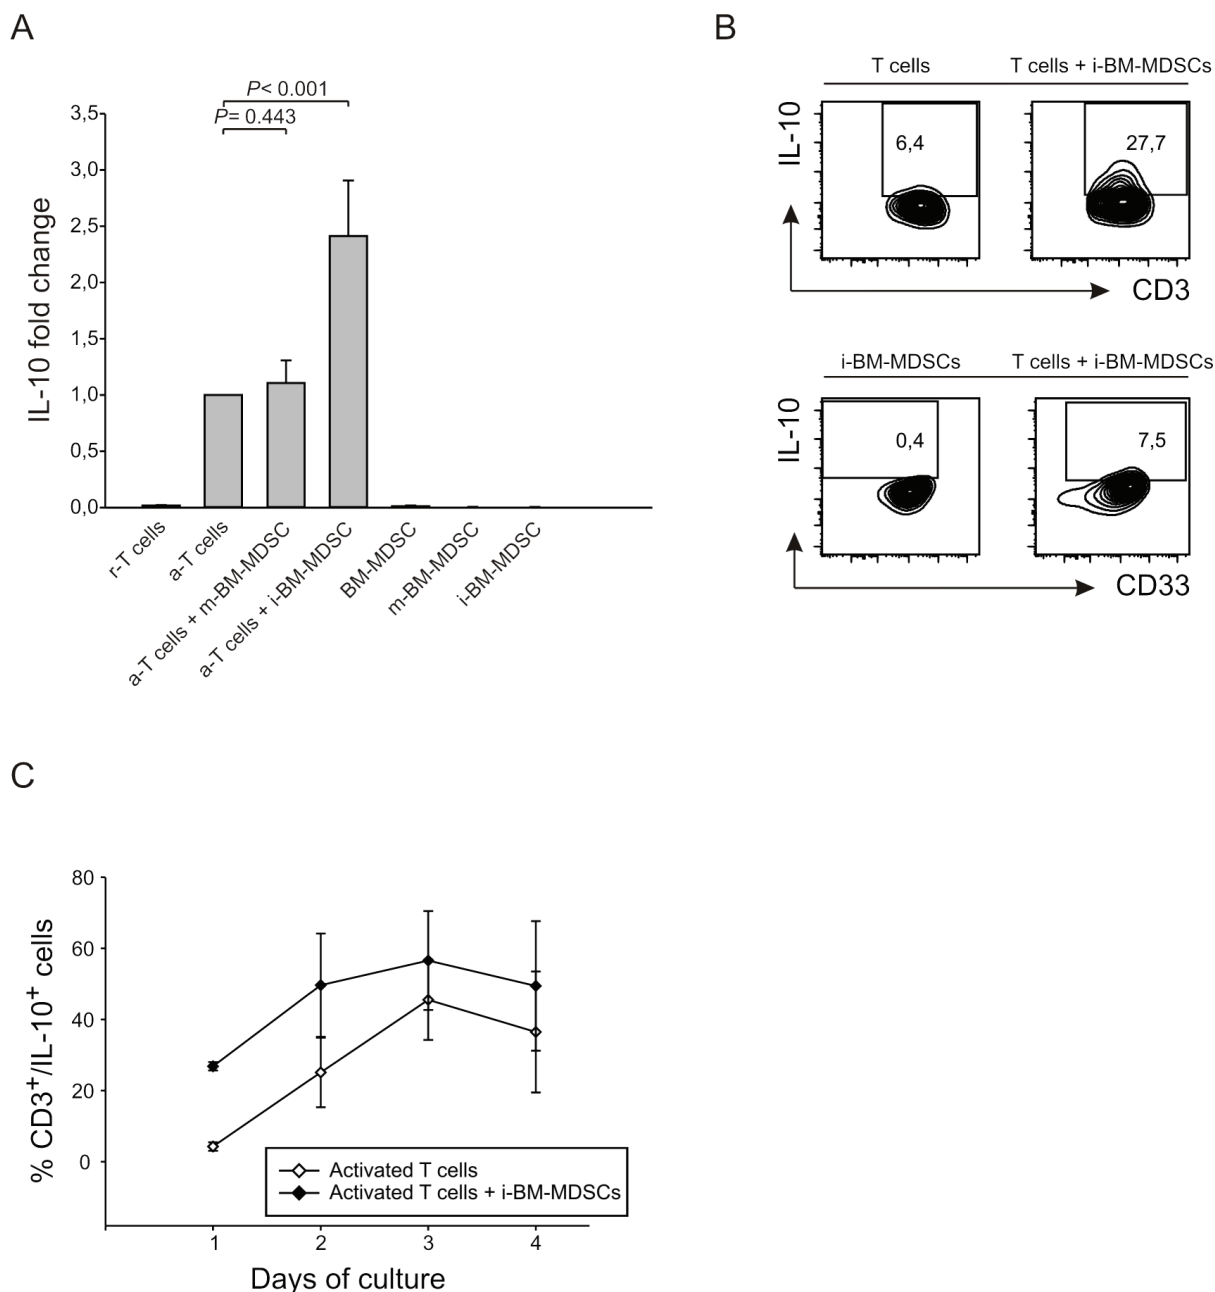 A
P< 0.001
P= 0.443
IL-10 fold change
3,5
3,0
2,5
2,0
1,5
1,0
0,5
0,0
r-T cells
a-T cells
a-T cells + m-BM-MDSC
a-T cells + i-BM-MDSC
BM-MDSC
m-BM-MDSC
i-BM-MDSC
B
T cells
T cells + i-BM-MDSCs
IL-10
6,4
27,7
CD3
i-BM-MDSCs
T cells + i-BM-MDSCs
IL-10
0,4
7,5
CD33
C
% CD3⁺/IL-10⁺ cells
80
60
40
20
0
Activated T cells
Activated T cells + i-BM-MDSCs
1 2 3 4
Days of culture